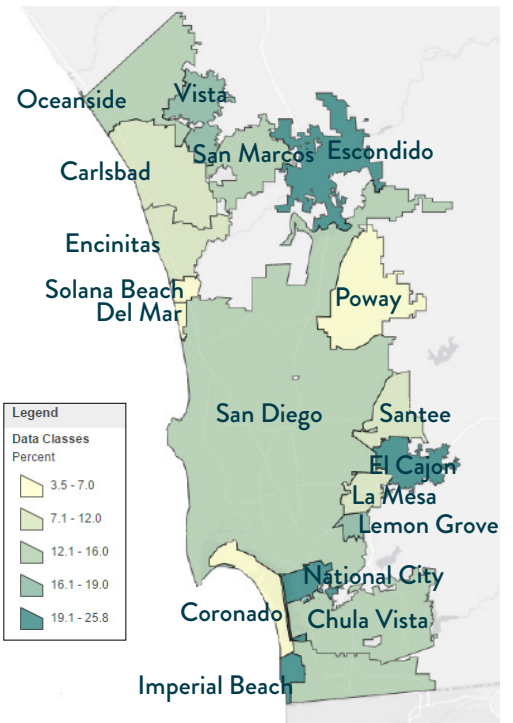 Vista
Oceanside
San Marcos
Escondido
Carlsbad
Encinitas
Solana Beach
Del Mar
Poway
San Diego
Santee
El Cajon
La Mesa
Lemon Grove
National City
Coronado
Chula Vista
Imperial Beach
Legend
Data Classes
Percent
3.5 - 7.0
7.1 - 12.0
12.1 - 16.0
16.1 - 19.0
19.1 - 25.8